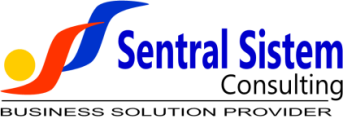 Sentral Sistem
Consulting
BUSINESS SOLUTION PROVIDER